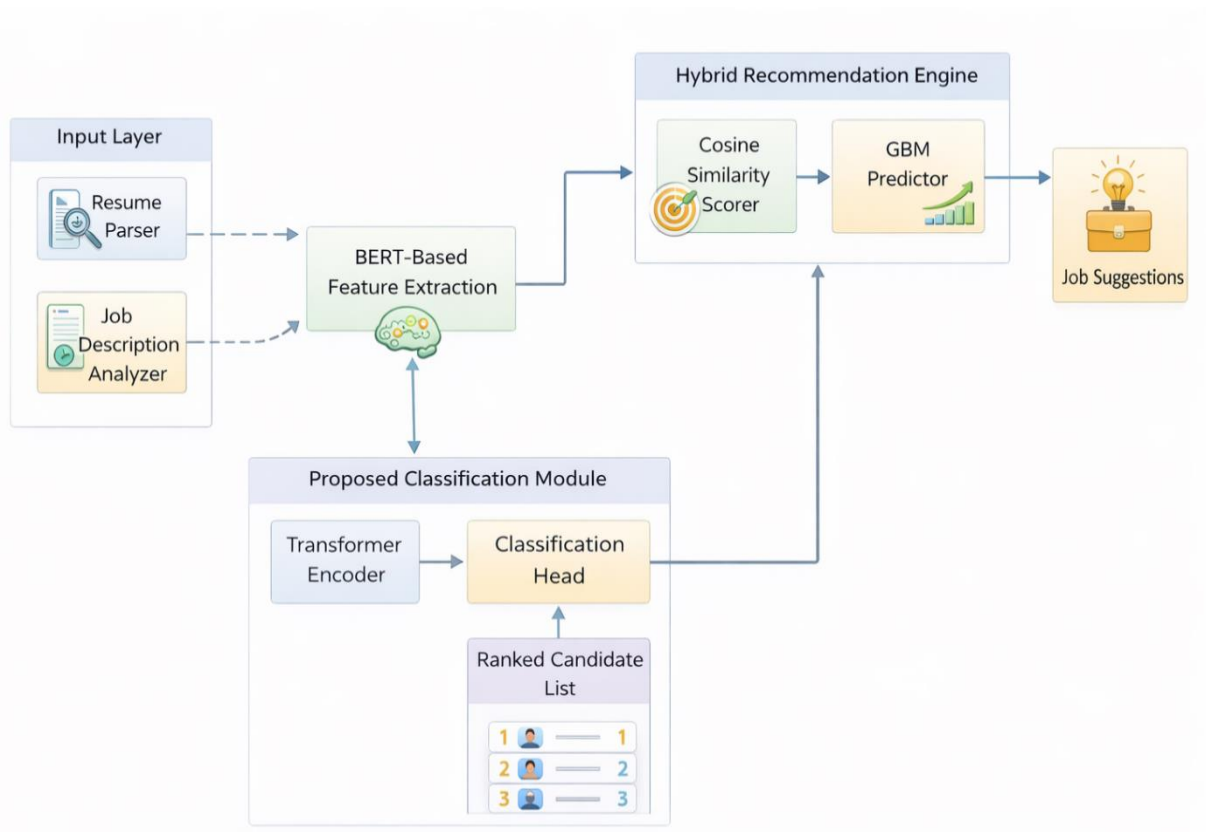 Hybrid Recommendation Engine
Input Layer
Resume
Parser
Job
Description
Analyzer
BERT-Based
Feature Extraction
Cosine
Similarity
Scorer
GBM
Predictor
Job Suggestions
Proposed Classification Module
Transformer
Encoder
Classification
Head
Ranked Candidate
List
1 1
2 2
3 3